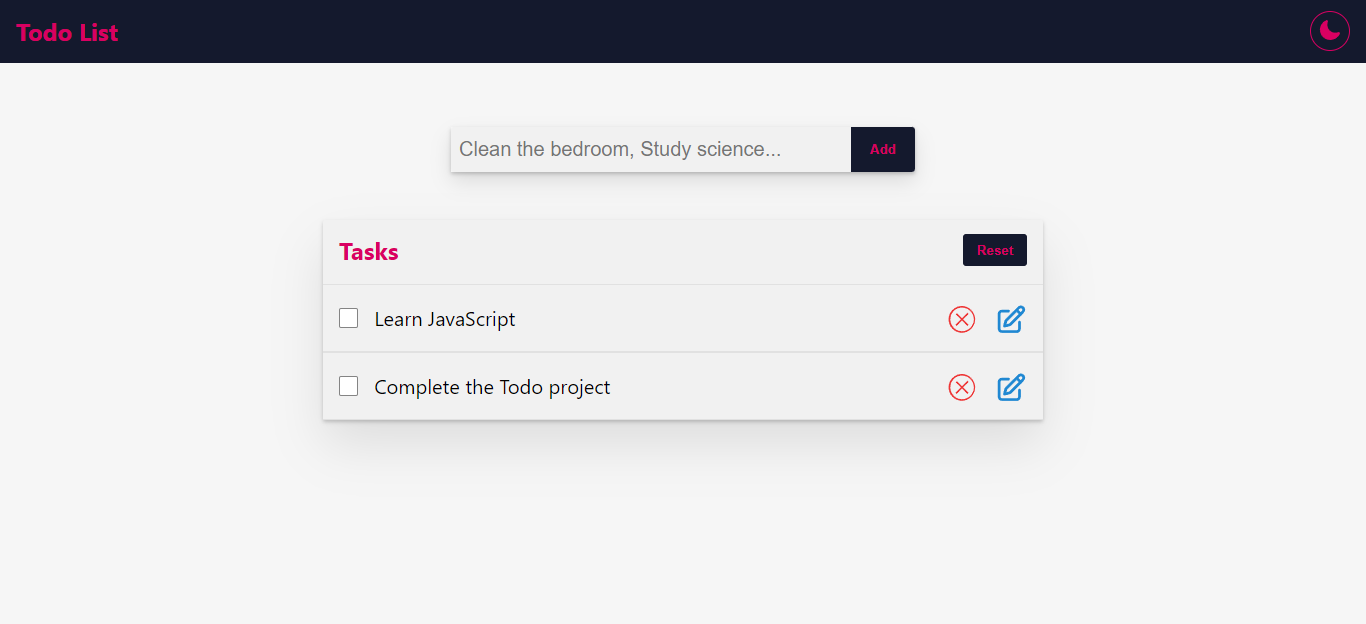 Todo List
Clean the bedroom, Study science...
Add
Tasks
Reset
Learn JavaScript
Complete the Todo project